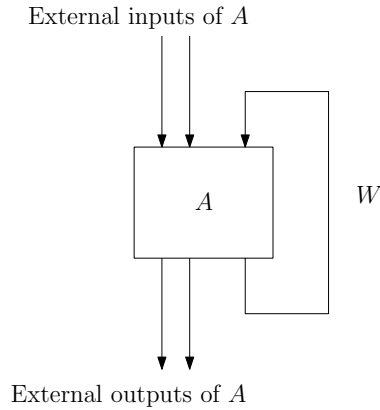 External inputs of A
A
W
External outputs of A